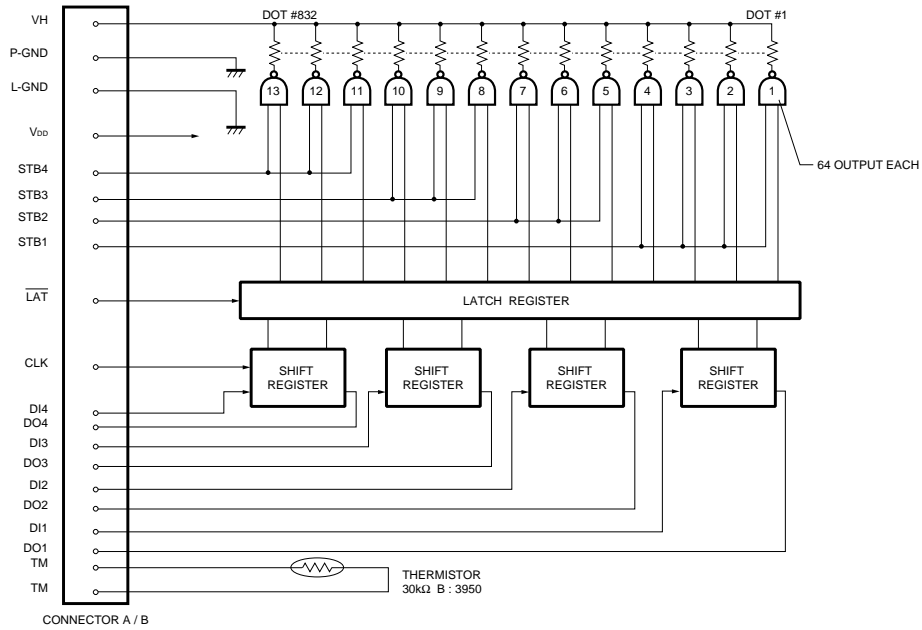 DOT #832 DOT #1
VH
P-GND
L-GND
13 12 11 10 9 8 7 6 5 4 3 2 1
VDD
64 OUTPUT EACH
STB4
STB3
STB2
STB1
LAT
LATCH REGISTER
CLK
SHIFT REGISTER
SHIFT REGISTER
SHIFT REGISTER
SHIFT REGISTER
DI4
DO4
DI3
DO3
DI2
DO2
DI1
DO1
TM
THERMISTOR
30kΩ B : 3950
TM
CONNECTOR A / B